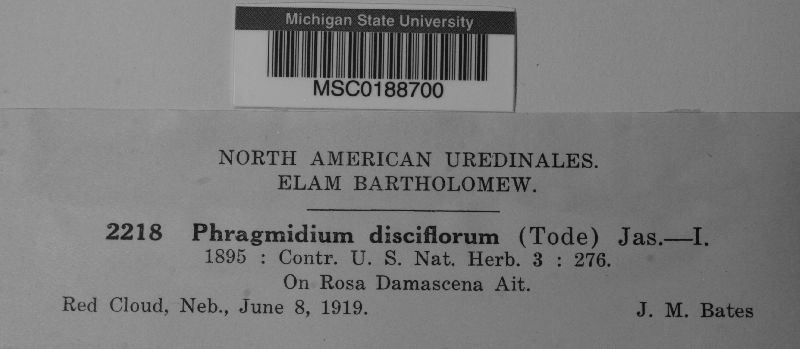 Michigan State University
MSC0188700
NORTH AMERICAN UREDINALES.
ELAM BARTHOLOMEW.
2218 Phragmidium disciflorum (Tode) Jas.—I.
1895 : Contr. U. S. Nat. Herb. 3 : 276.
On Rosa Damascena Ait.
Red Cloud, Neb., June 8, 1919. J. M. Bates